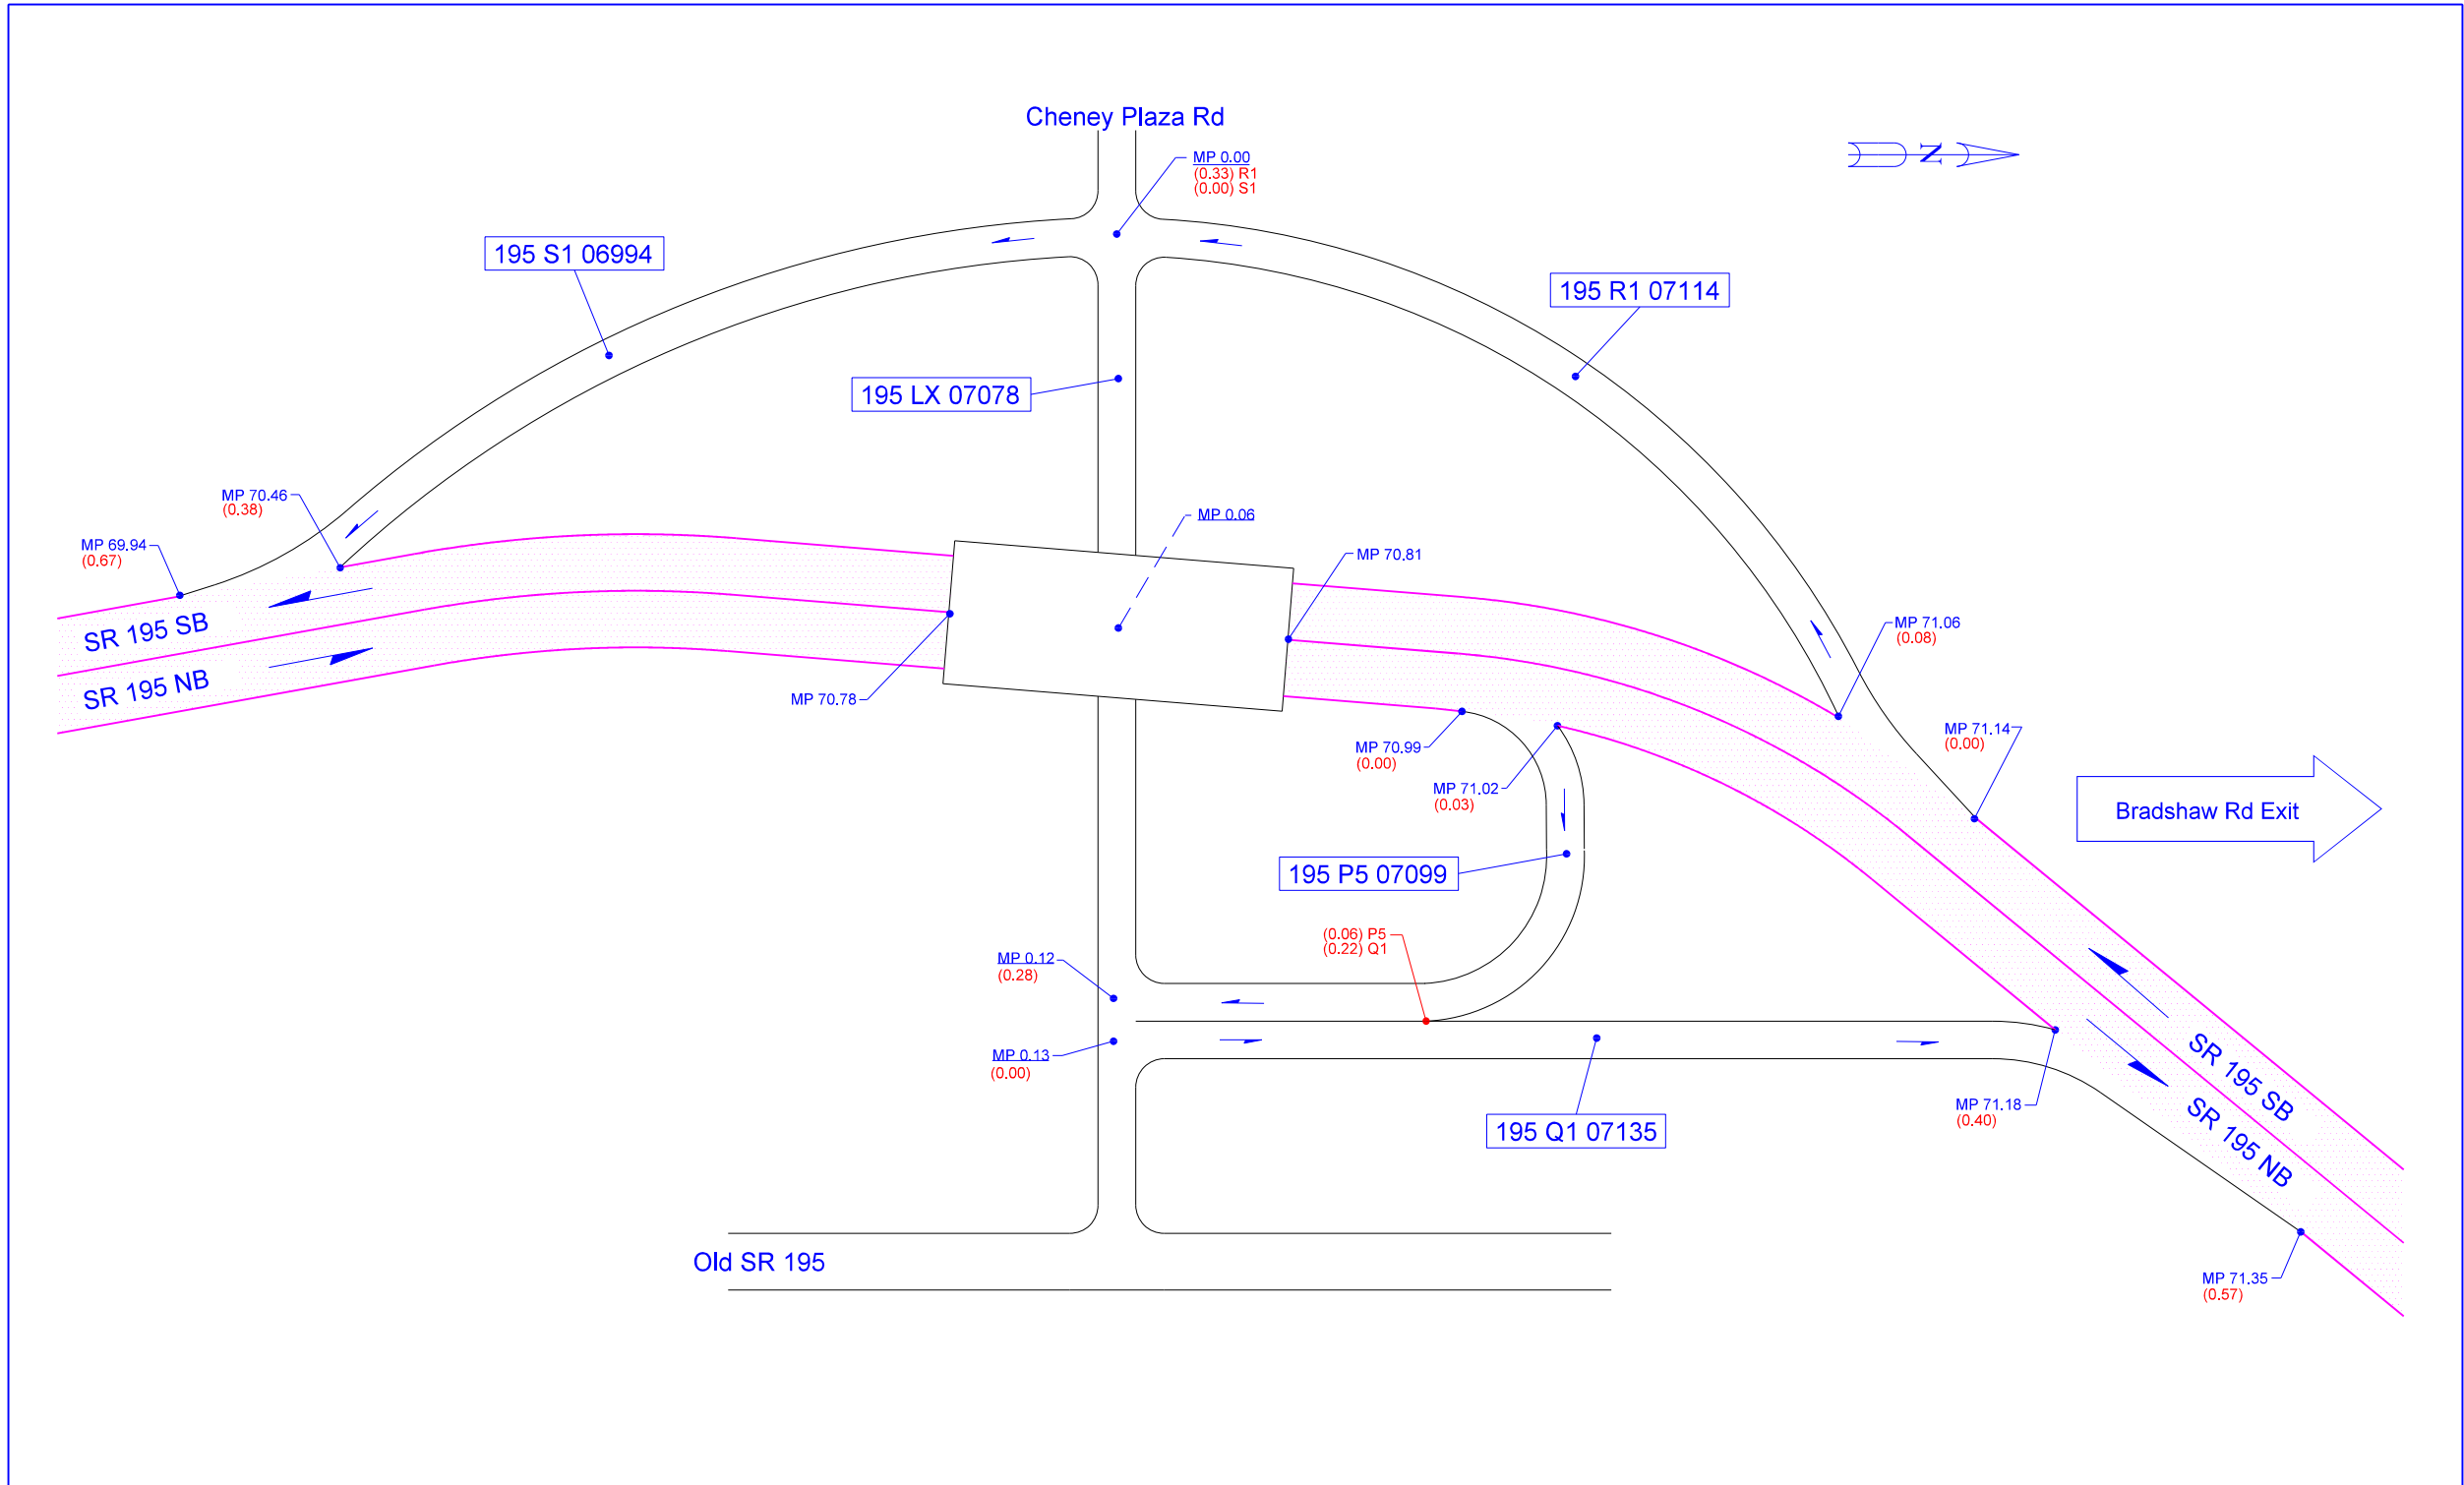 Cheney Plaza Rd
N
MP 0.00
(0.33) R1
(0.00) S1
195 S1 06994
195 R1 07114
195 LX 07078
MP 70.46
(0.38)
MP 0.06
MP 69.94
(0.67)
MP 70.81
SR 195 SB
MP 71.06
(0.08)
SR 195 NB
MP 70.78
MP 71.14
(0.00)
MP 70.99
(0.00)
MP 71.02
(0.03)
Bradshaw Rd Exit
195 P5 07099
(0.06) P5
(0.22) Q1
MP 0.12
(0.28)
MP 0.13
(0.00)
SR 195 SB
MP 71.18
(0.40)
195 Q1 07135
SR 195 NB
Old SR 195
MP 71.35
(0.57)